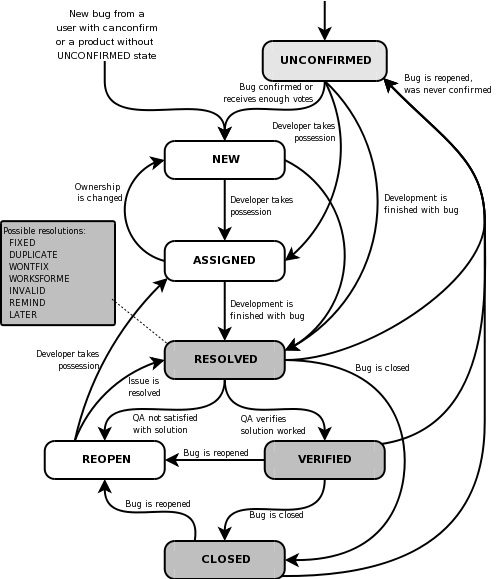 New bug from a
user with canconfirm
or a product without
UNCONFIRMED state
UNCONFIRMED
Bug is reopened,
was never confirmed
Bug confirmed or
receives enough votes
Developer takes
possession
NEW
Ownership
is changed
Developer takes
possession
Development is
finished with bug
Possible resolutions:
FIXED
DUPLICATE
WONTFIX
WORKSFORME
INVALID
REMIND
LATER
ASSIGNED
Development is
finished with bug
Developer takes
possession
RESOLVED
Issue is
resolved
Bug is closed
QA not satisfied
with solution
QA verifies
solution worked
REOPEN
Bug is reopened
VERIFIED
Bug is reopened
Bug is closed
CLOSED